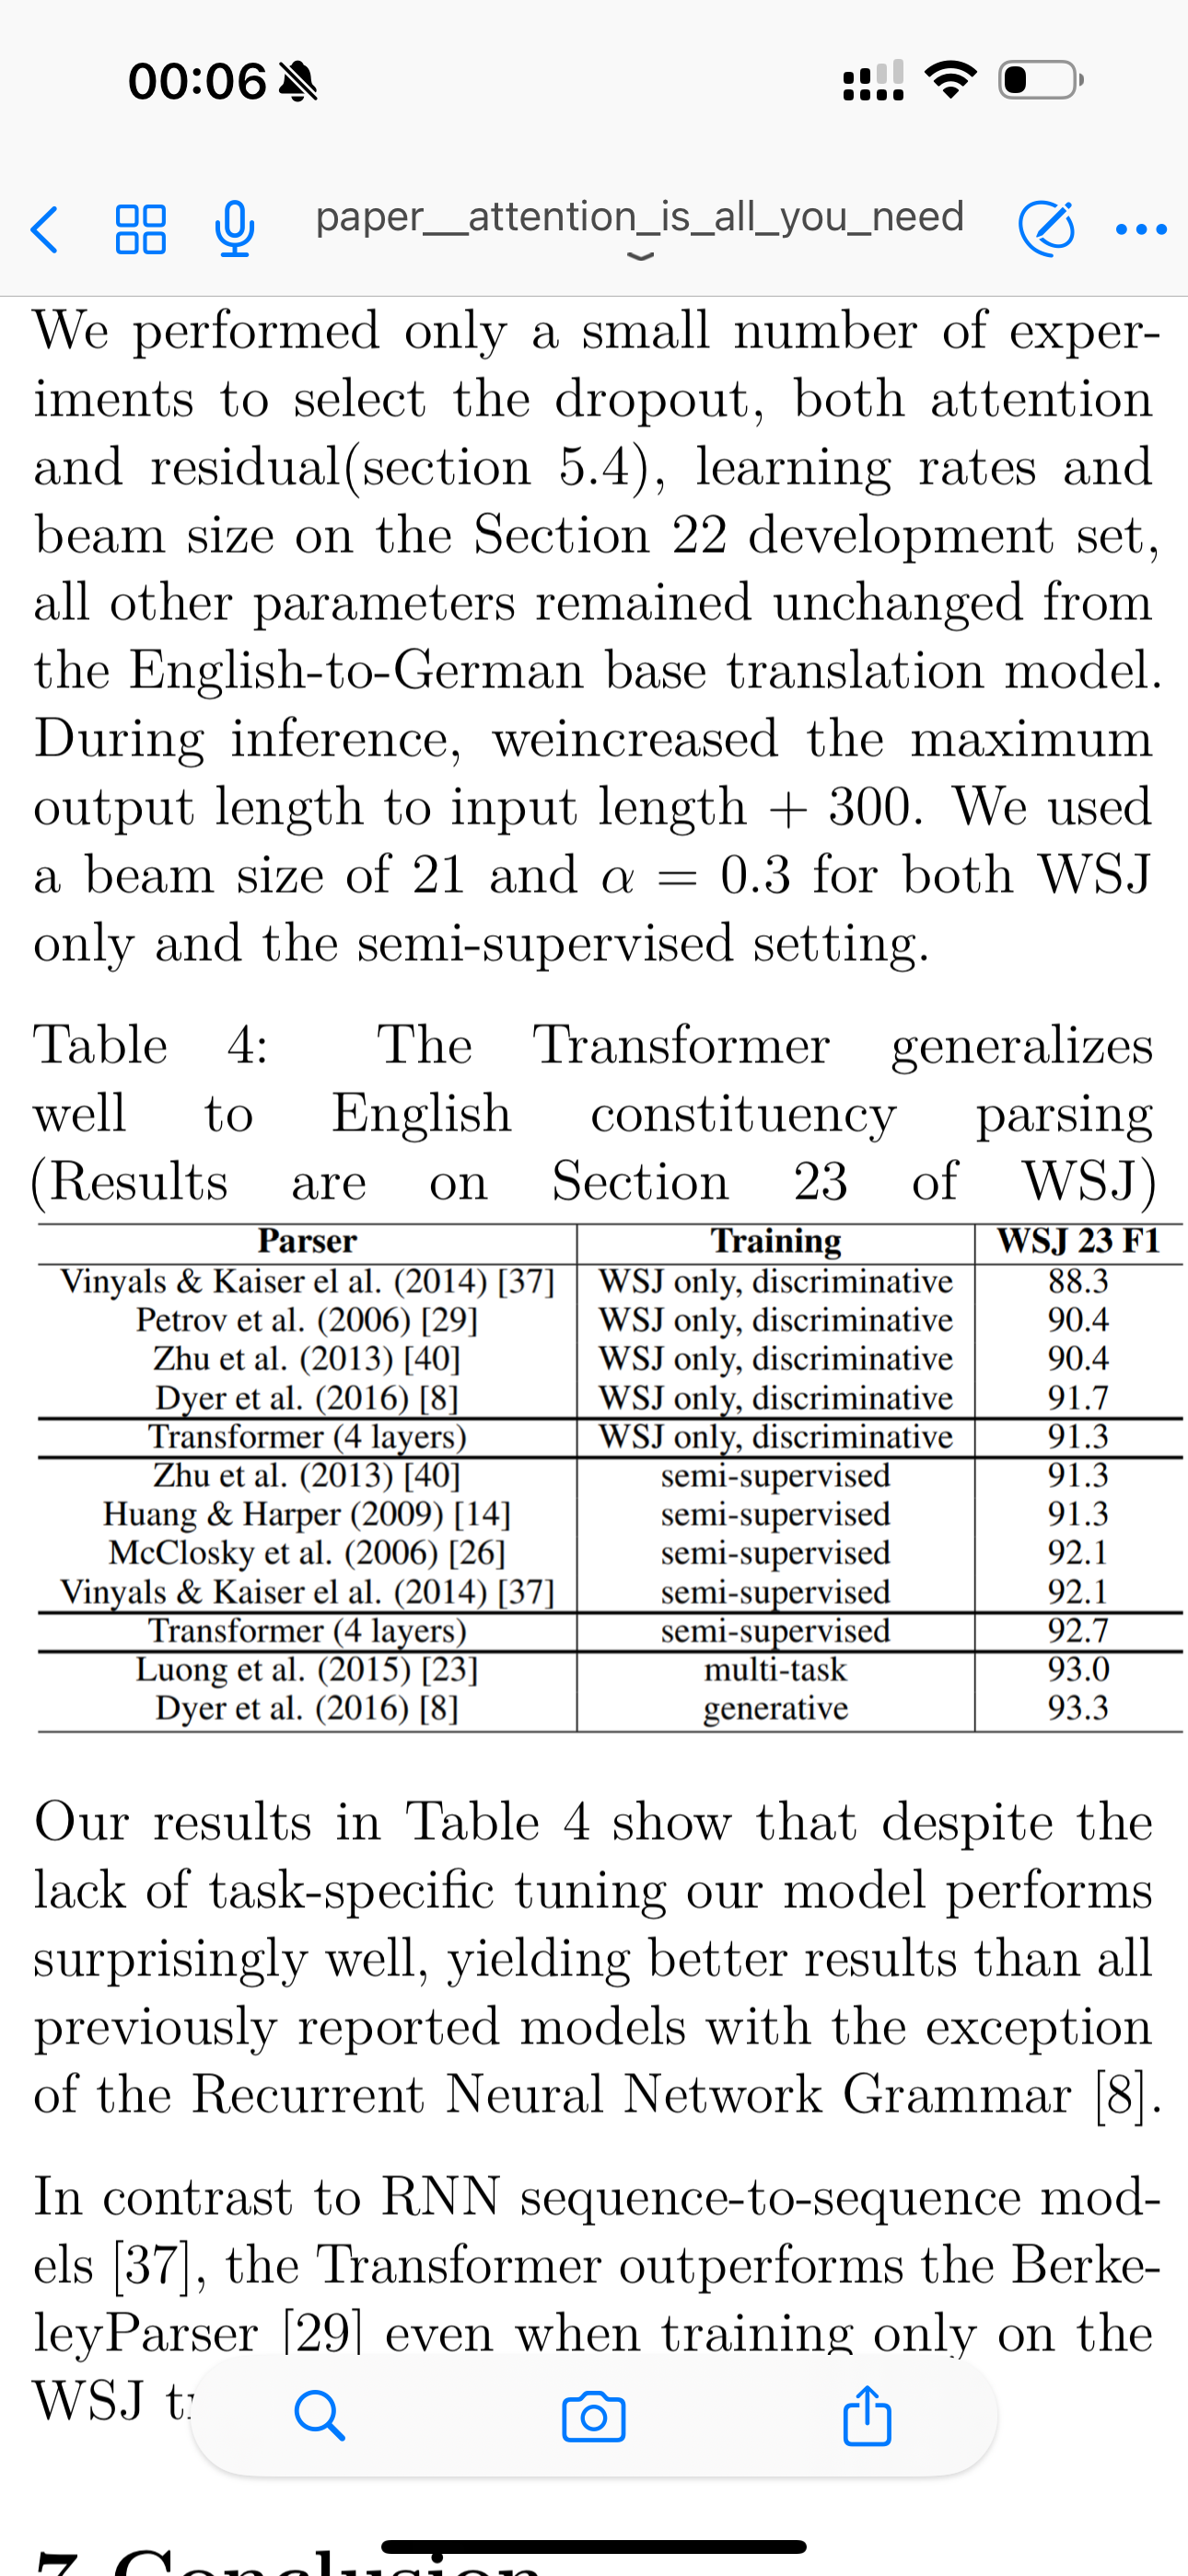 00:06
paper__attention_is_all_you_need
We performed only a small number of exper-
iments to select the dropout, both attention
and residual(section 5.4), learning rates and
beam size on the Section 22 development set,
all other parameters remained unchanged from
the English-to-German base translation model.
During inference, weincreased the maximum
output length to input length + 300. We used
a beam size of 21 and α = 0.3 for both WSJ
only and the semi-supervised setting.
Table 4: The Transformer generalizes
well to English constituency parsing
(Results are on Section 23 of WSJ)
Parser Training WSJ 23 F1
Vinyals & Kaiser el al. (2014) [37] WSJ only, discriminative 88.3
Petrov et al. (2006) [29] WSJ only, discriminative 90.4
Zhu et al. (2013) [40] WSJ only, discriminative 90.4
Dyer et al. (2016) [8] WSJ only, discriminative 91.7
Transformer (4 layers) WSJ only, discriminative 91.3
Zhu et al. (2013) [40] semi-supervised 91.3
Huang & Harper (2009) [14] semi-supervised 91.3
McClosky et al. (2006) [26] semi-supervised 92.1
Vinyals & Kaiser el al. (2014) [37] semi-supervised 92.1
Transformer (4 layers) semi-supervised 92.7
Luong et al. (2015) [23] multi-task 93.0
Dyer et al. (2016) [8] generative 93.3
Our results in Table 4 show that despite the
lack of task-specific tuning our model performs
surprisingly well, yielding better results than all
previously reported models with the exception
of the Recurrent Neural Network Grammar [8].
In contrast to RNN sequence-to-sequence mod-
els [37], the Transformer outperforms the Berke-
leyParser [29] even when training only on the
WSJ
7 Conclusion